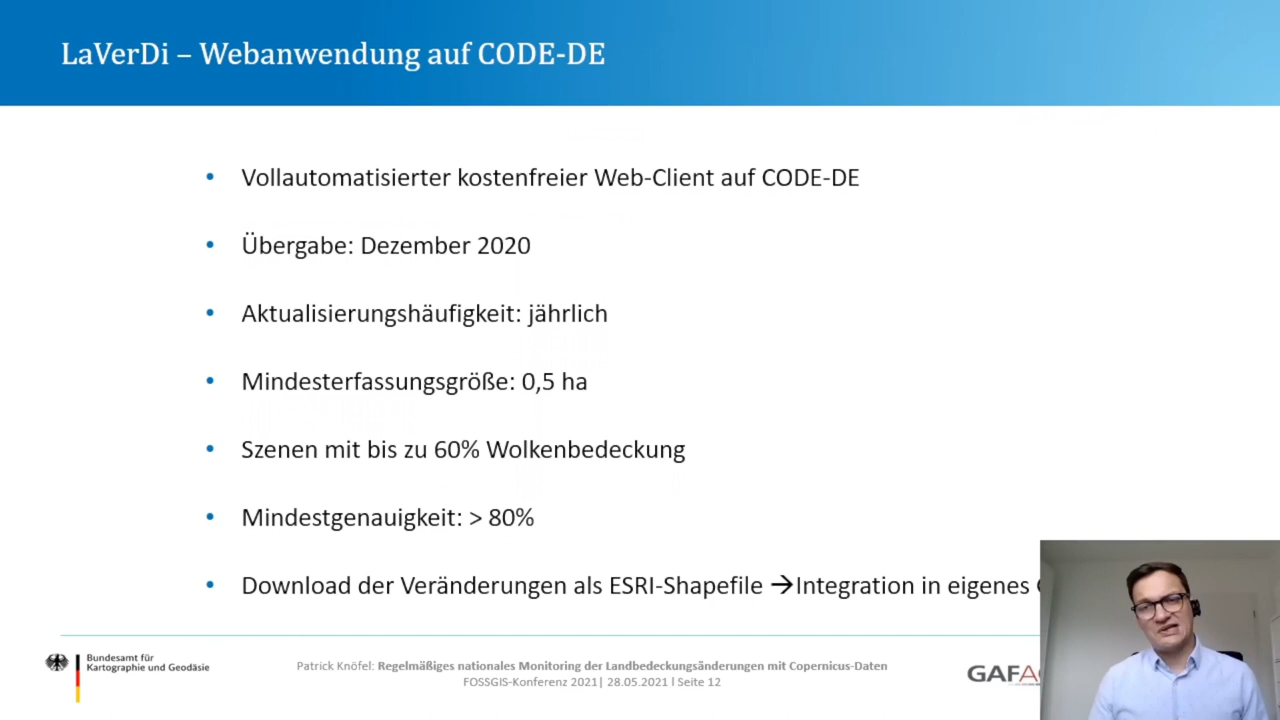 LaVerDi – Webanwendung auf CODE-DE
• Vollautomatisierter kostenfreier Web-Client auf CODE-DE
• Übergabe: Dezember 2020
• Aktualisierungshäufigkeit: jährlich
• Mindesterfassungsgröße: 0,5 ha
• Szenen mit bis zu 60% Wolkenbedeckung
• Mindestgenauigkeit: > 80%
• Download der Veränderungen als ESRI-Shapefile →Integration in eigenes
Bundesamt für
Kartographie und Geodäsie
Patrick Knöfel: Regelmäßiges nationales Monitoring der Landbedeckungsänderungen mit Copernicus-Daten
FOSSGIS-Konferenz 2021| 28.05.2021 I Seite 12
GAFA